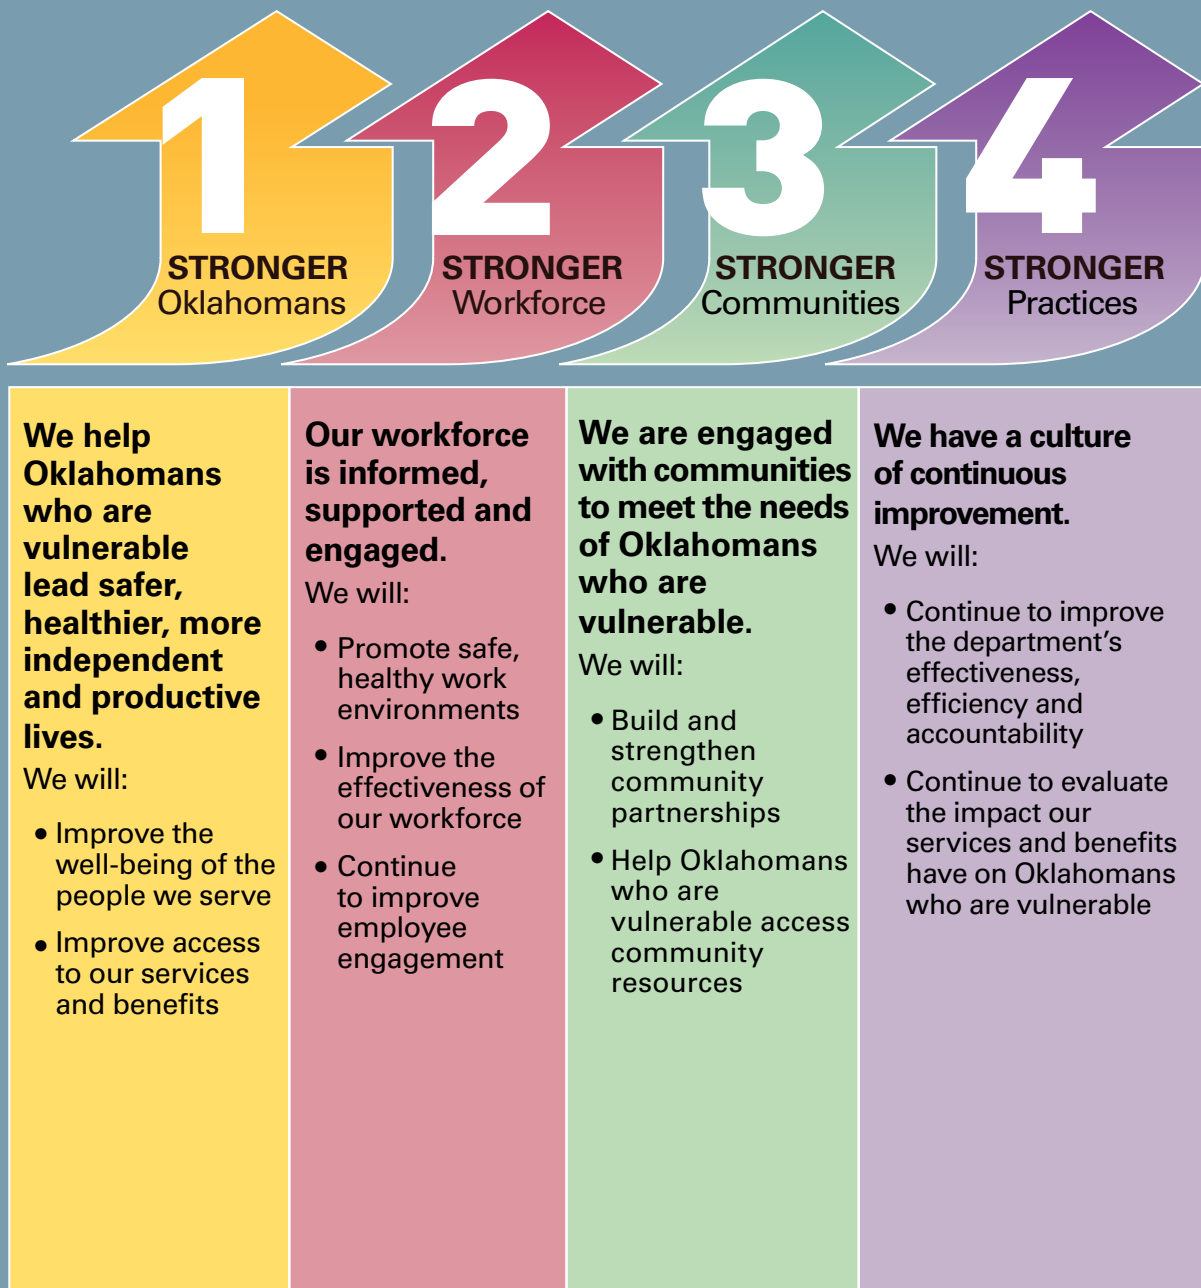 1
STRONGER
Oklahomans
2
STRONGER
Workforce
3
STRONGER
Communities
4
STRONGER
Practices
We help
Oklahomans
who are
vulnerable
lead safer,
healthier, more
independent
and productive
lives.
We will:
• Improve the
well-being of the
people we serve
• Improve access
to our services
and benefits
Our workforce
is informed,
supported and
engaged.
We will:
• Promote safe,
healthy work
environments
• Improve the
effectiveness of
our workforce
• Continue
to improve
employee
engagement
We are engaged
with communities
to meet the needs
of Oklahomans
who are
vulnerable.
We will:
• Build and
strengthen
community
partnerships
• Help Oklahomans
who are
vulnerable access
community
resources
We have a culture
of continuous
improvement.
We will:
• Continue to improve
the department’s
effectiveness,
efficiency and
accountability
• Continue to evaluate
the impact our
services and benefits
have on Oklahomans
who are vulnerable